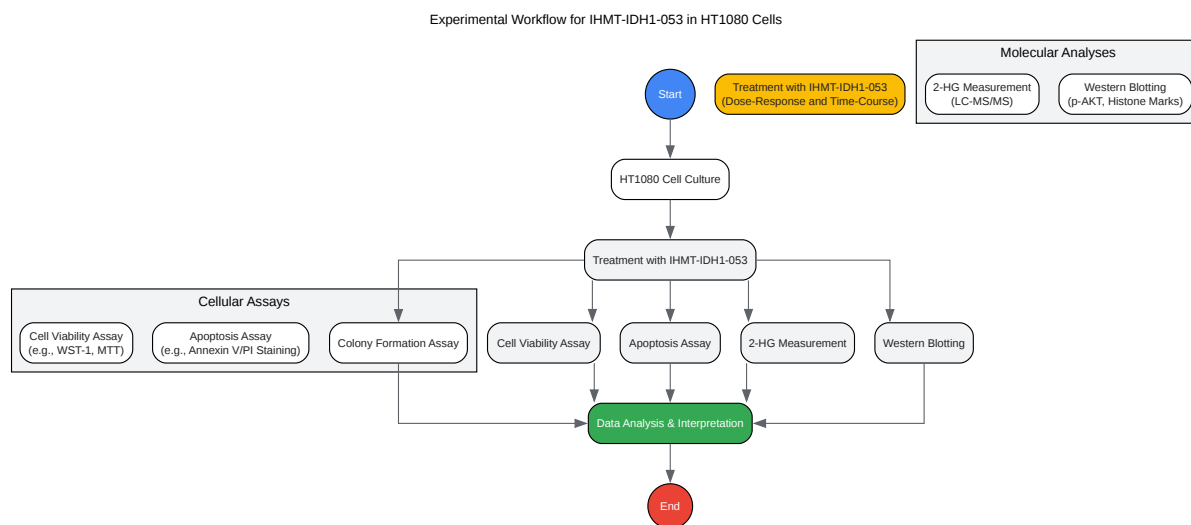 Experimental Workflow for IHMT-IDH1-053 in HT1080 Cells
Molecular Analyses
Start
Treatment with IHMT-IDH1-053
(Dose-Response and Time-Course)
2-HG Measurement
(LC-MS/MS)
Western Blotting
(p-AKT, Histone Marks)
HT1080 Cell Culture
Treatment with IHMT-IDH1-053
Cellular Assays
Cell Viability Assay
(e.g., WST-1, MTT)
Apoptosis Assay
(e.g., Annexin V/PI Staining)
Colony Formation Assay
Cell Viability Assay
Apoptosis Assay
2-HG Measurement
Western Blotting
Data Analysis & Interpretation
End